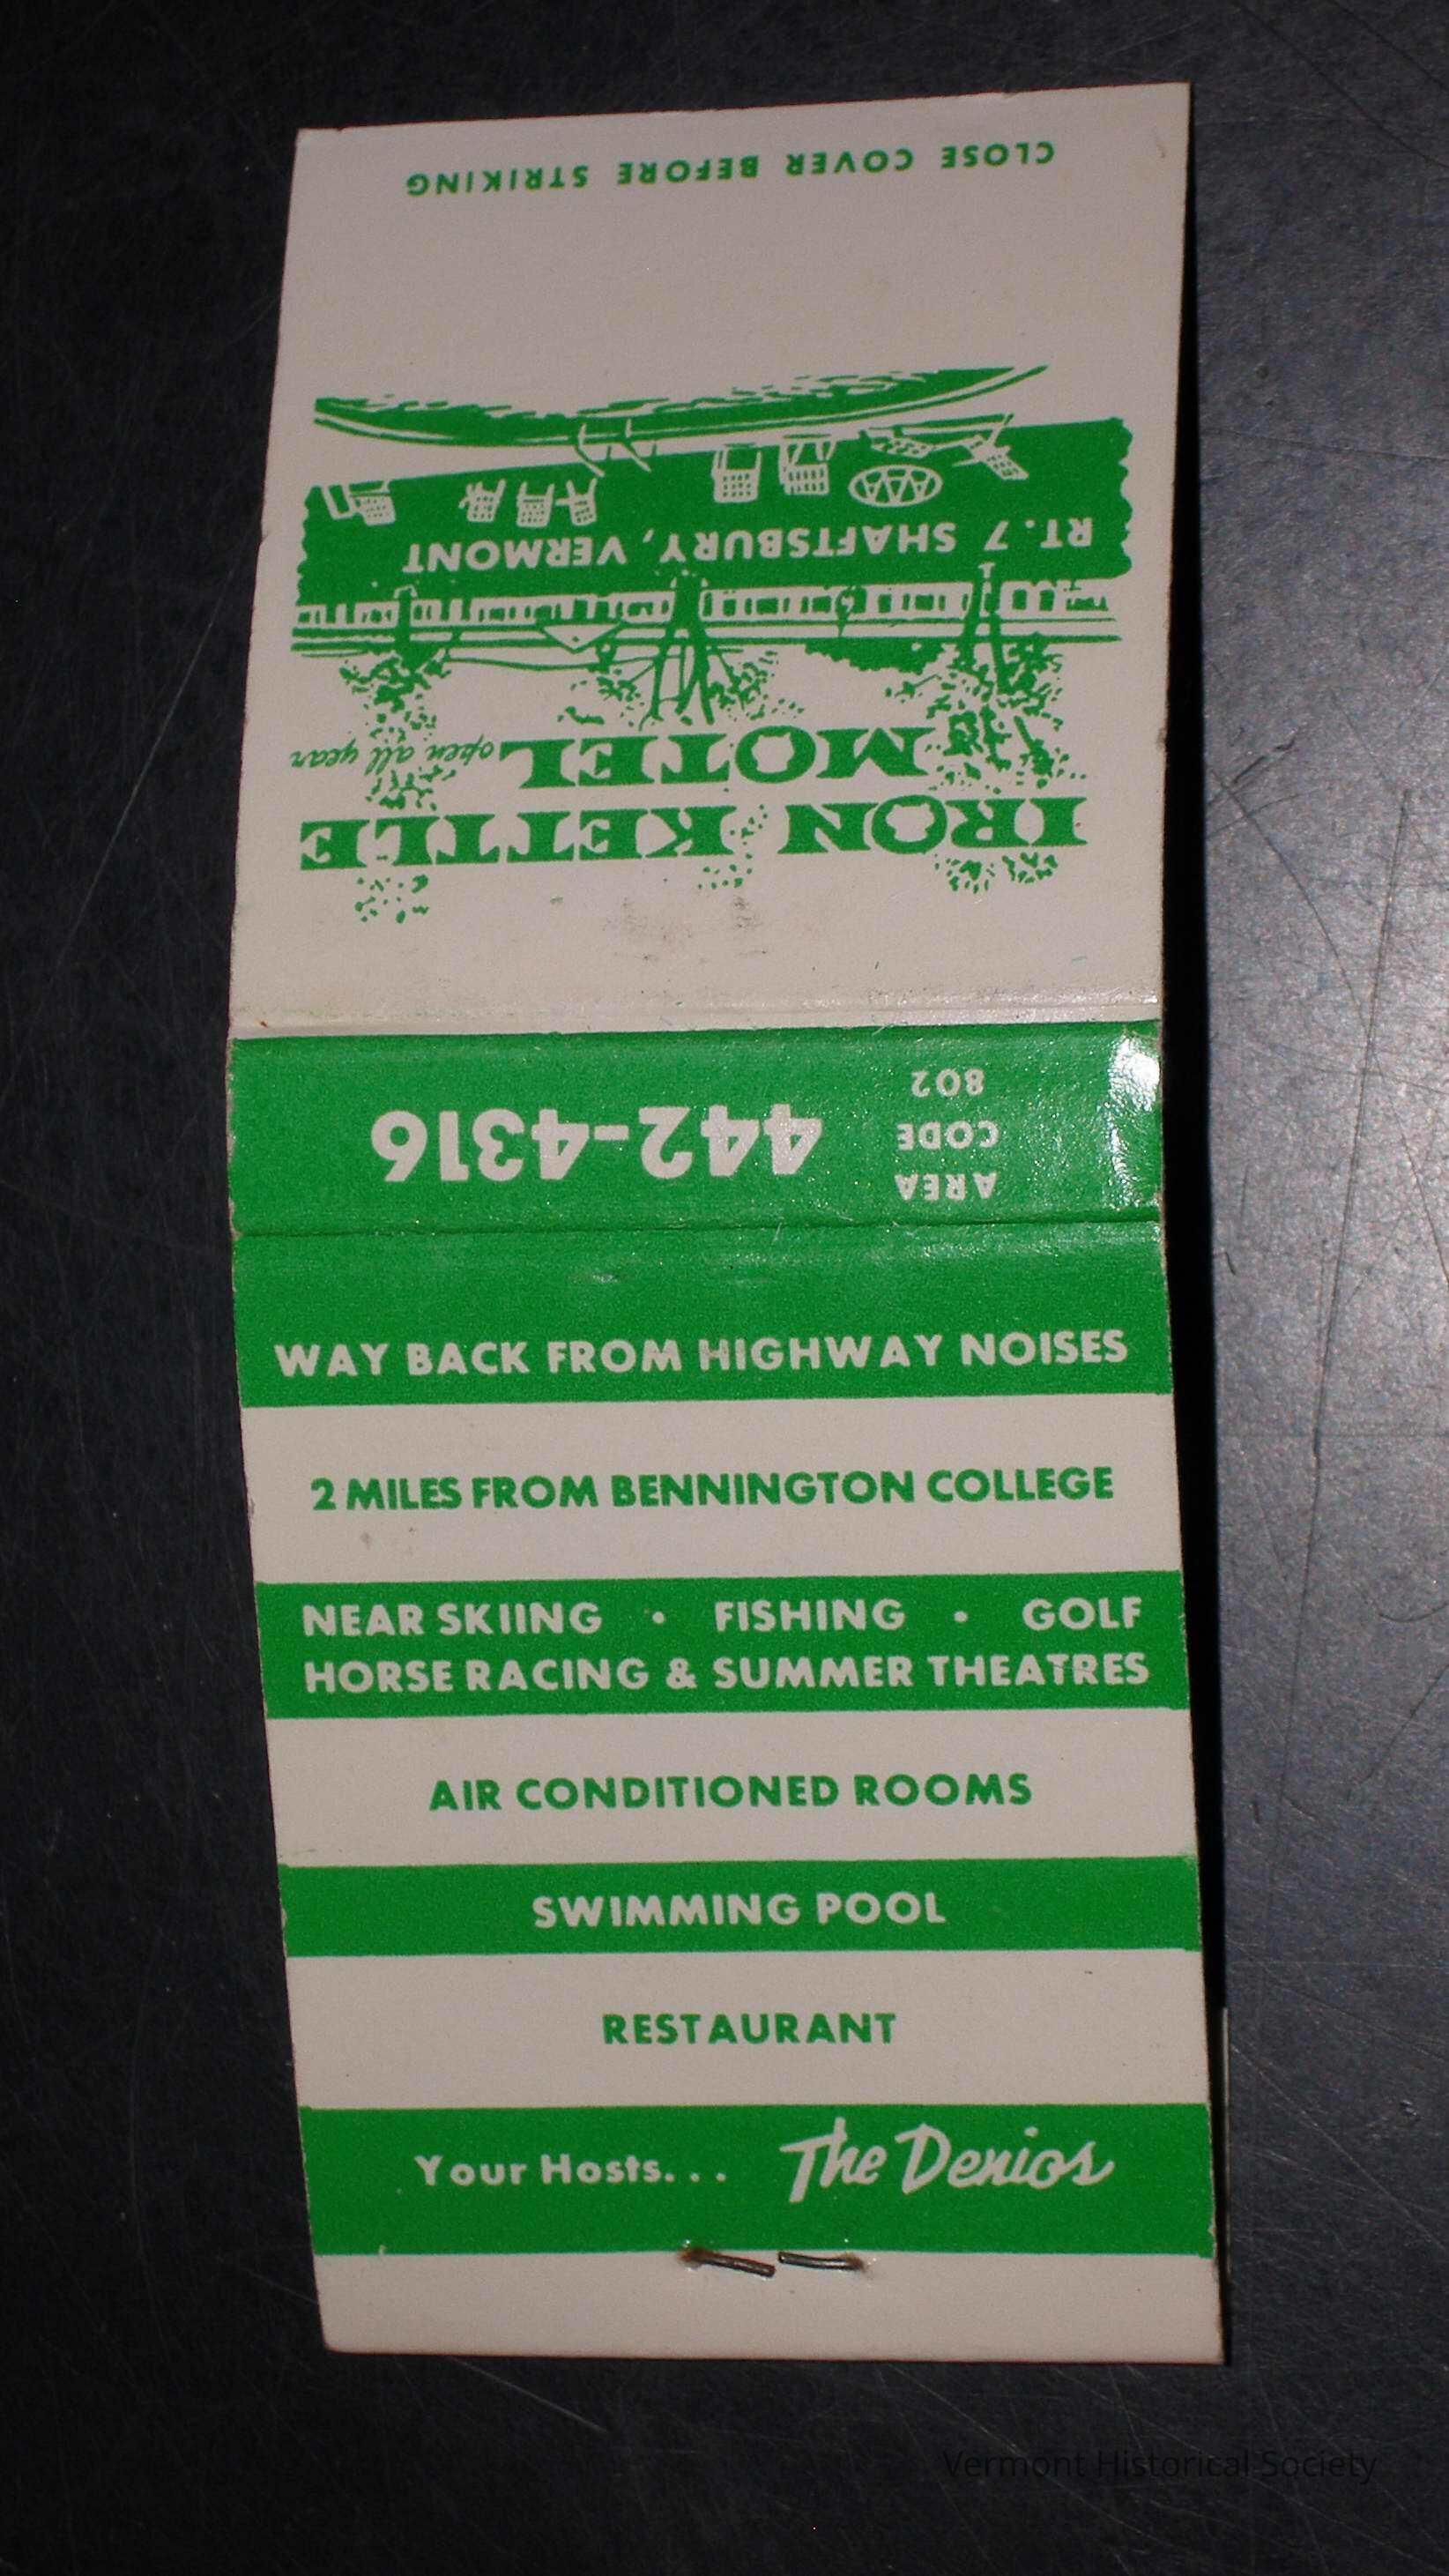 CLOSE COVER BEFORE STRIKING
IRON KETTLE
MOTEL open all year
RT. 7 SHAFTSBURY, VERMONT
AREA
CODE
802
442-4316
WAY BACK FROM HIGHWAY NOISES
2 MILES FROM BENNINGTON COLLEGE
NEAR SKIING • FISHING • GOLF
HORSE RACING & SUMMER THEATRES
AIR CONDITIONED ROOMS
SWIMMING POOL
RESTAURANT
Your Hosts... The Denios
Vermont Historical Society